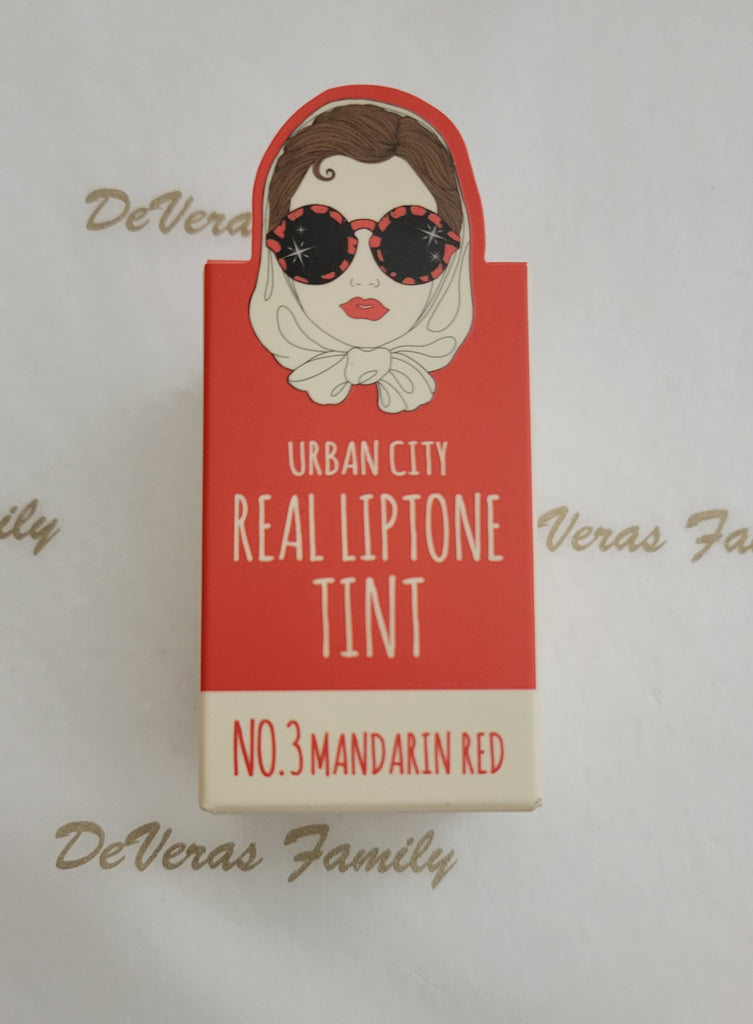 DeVera
URBAN CITY
REAL LIPTONE
TINT
ily
Veras Fa
NO.3 MANDARIN RED
DeVeras Family